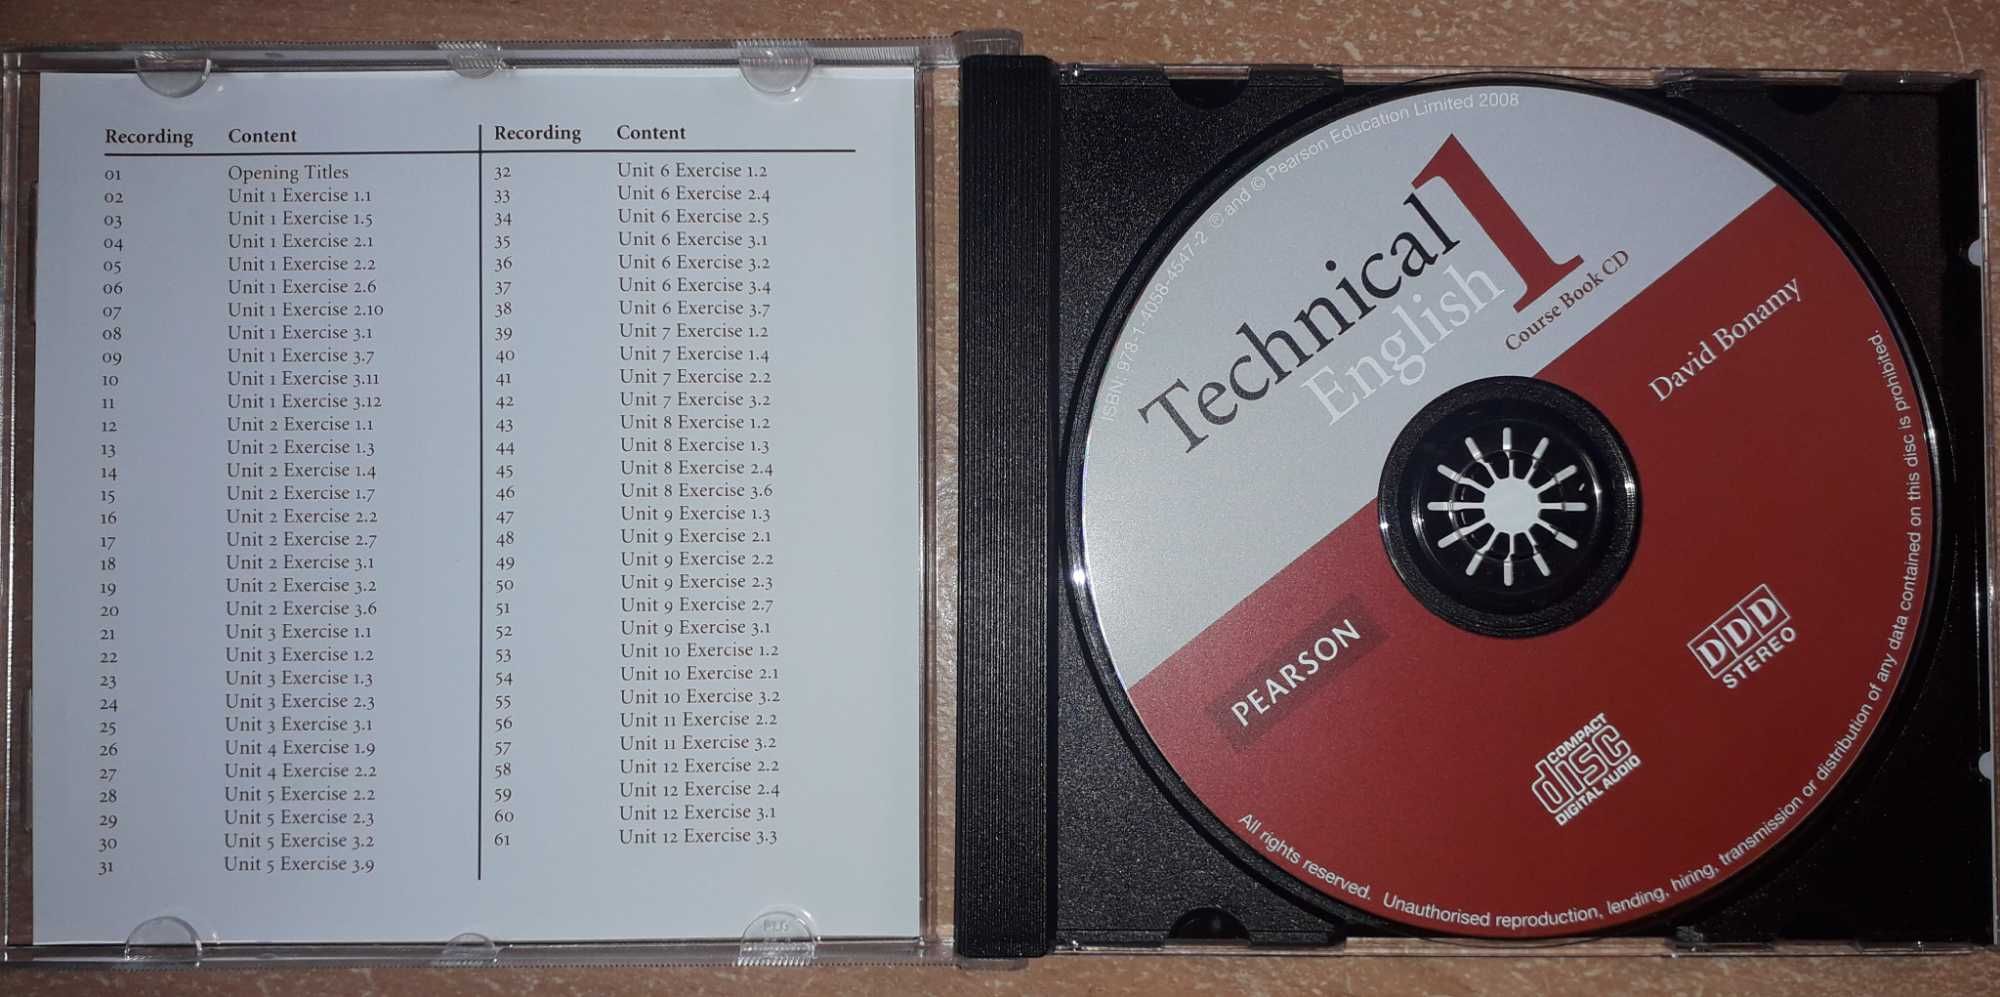 Recording Content
01 Opening Titles
02 Unit 1 Exercise 1.1
03 Unit 1 Exercise 1.5
04 Unit 1 Exercise 2.1
05 Unit 1 Exercise 2.2
06 Unit 1 Exercise 2.6
07 Unit 1 Exercise 2.10
08 Unit 1 Exercise 3.1
09 Unit 1 Exercise 3.7
10 Unit 1 Exercise 3.11
11 Unit 1 Exercise 3.12
12 Unit 2 Exercise 1.1
13 Unit 2 Exercise 1.3
14 Unit 2 Exercise 1.4
15 Unit 2 Exercise 1.7
16 Unit 2 Exercise 2.2
17 Unit 2 Exercise 2.7
18 Unit 2 Exercise 3.1
19 Unit 2 Exercise 3.2
20 Unit 2 Exercise 3.6
21 Unit 3 Exercise 1.1
22 Unit 3 Exercise 1.2
23 Unit 3 Exercise 1.3
24 Unit 3 Exercise 2.3
25 Unit 3 Exercise 3.1
26 Unit 4 Exercise 1.9
27 Unit 4 Exercise 2.2
28 Unit 5 Exercise 2.2
29 Unit 5 Exercise 2.3
30 Unit 5 Exercise 3.2
31 Unit 5 Exercise 3.9
Recording Content
32 Unit 6 Exercise 1.2
33 Unit 6 Exercise 2.4
34 Unit 6 Exercise 2.5
35 Unit 6 Exercise 3.1
36 Unit 6 Exercise 3.2
37 Unit 6 Exercise 3.4
38 Unit 6 Exercise 3.7
39 Unit 7 Exercise 1.2
40 Unit 7 Exercise 1.4
41 Unit 7 Exercise 2.2
42 Unit 7 Exercise 3.2
43 Unit 8 Exercise 1.2
44 Unit 8 Exercise 1.3
45 Unit 8 Exercise 2.4
46 Unit 8 Exercise 3.6
47 Unit 9 Exercise 1.3
48 Unit 9 Exercise 2.1
49 Unit 9 Exercise 2.2
50 Unit 9 Exercise 2.3
51 Unit 9 Exercise 2.7
52 Unit 9 Exercise 3.1
53 Unit 10 Exercise 1.2
54 Unit 10 Exercise 2.1
55 Unit 10 Exercise 3.2
56 Unit 11 Exercise 2.2
57 Unit 11 Exercise 3.2
58 Unit 12 Exercise 2.2
59 Unit 12 Exercise 2.4
60 Unit 12 Exercise 3.1
61 Unit 12 Exercise 3.3
ISBN: 978-1-4058-4547-2 ℗ and © Pearson Education Limited 2008
Technical
English 1
Course Book CD
David Bonamy
PEARSON
DDD
STEREO
COMPACT
disc
DIGITAL AUDIO
All rights reserved. Unauthorised reproduction, lending, hiring, transmission or distribution of any data contained on this disc is prohibited.